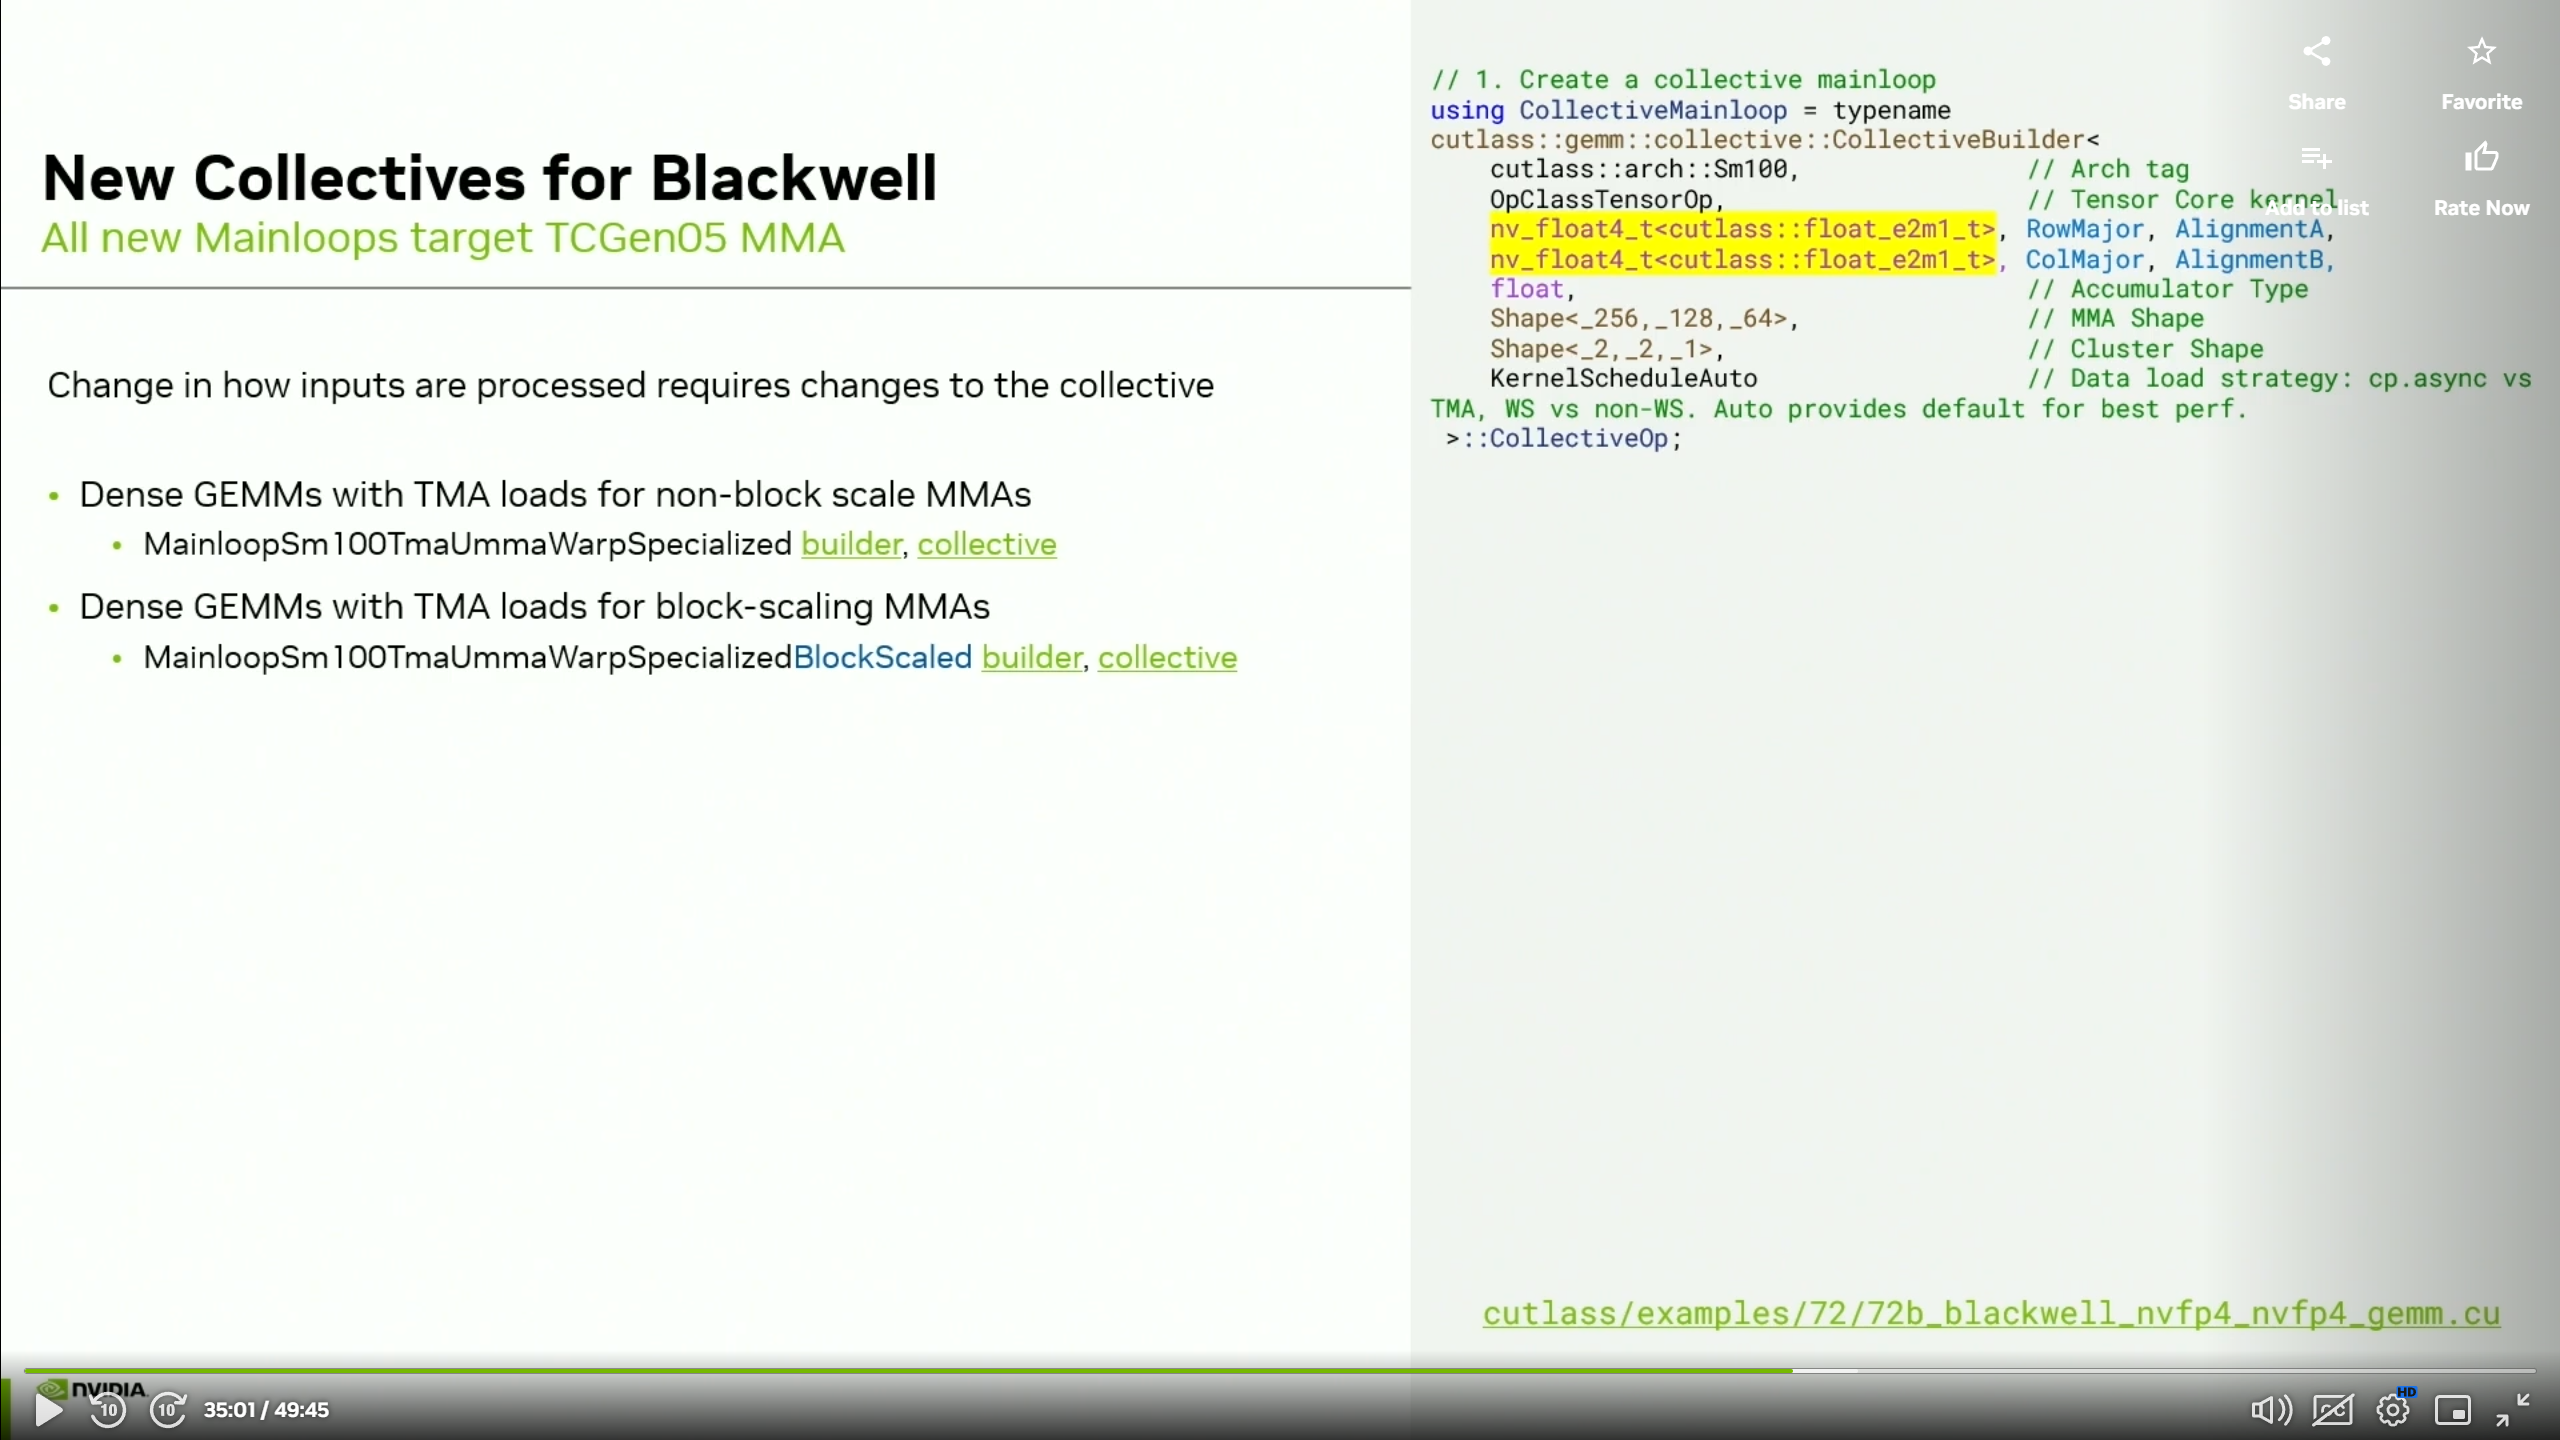 New Collectives for Blackwell
All new Mainloops target TCGen05 MMA
Change in how inputs are processed requires changes to the collective
• Dense GEMMs with TMA loads for non-block scale MMAs
• MainloopSm100TmaUmmaWarpSpecialized builder, collective
• Dense GEMMs with TMA loads for block-scaling MMAs
• MainloopSm100TmaUmmaWarpSpecializedBlockScaled builder, collective
// 1. Create a collective mainloop
using CollectiveMainloop = typename
cutlass::gemm::collective::CollectiveBuilder<
cutlass::arch::Sm100, // Arch tag
OpClassTensorOp, // Tensor Core kernel
nv_float4_t<cutlass::float_e2m1_t>, RowMajor, AlignmentA,
nv_float4_t<cutlass::float_e2m1_t>, ColMajor, AlignmentB,
float, // Accumulator Type
Shape<_256,_128,_64>, // MMA Shape
Shape<_2,_2,_1>, // Cluster Shape
KernelScheduleAuto // Data load strategy: cp.async vs
TMA, WS vs non-WS. Auto provides default for best perf.
>::CollectiveOp;
cutlass/examples/72/72b_blackwell_nvfp4_nvfp4_gemm.cu
Share
Favorite
Add to list
Rate Now
NVIDIA
10
10
35:01 / 49:45
CC
HD